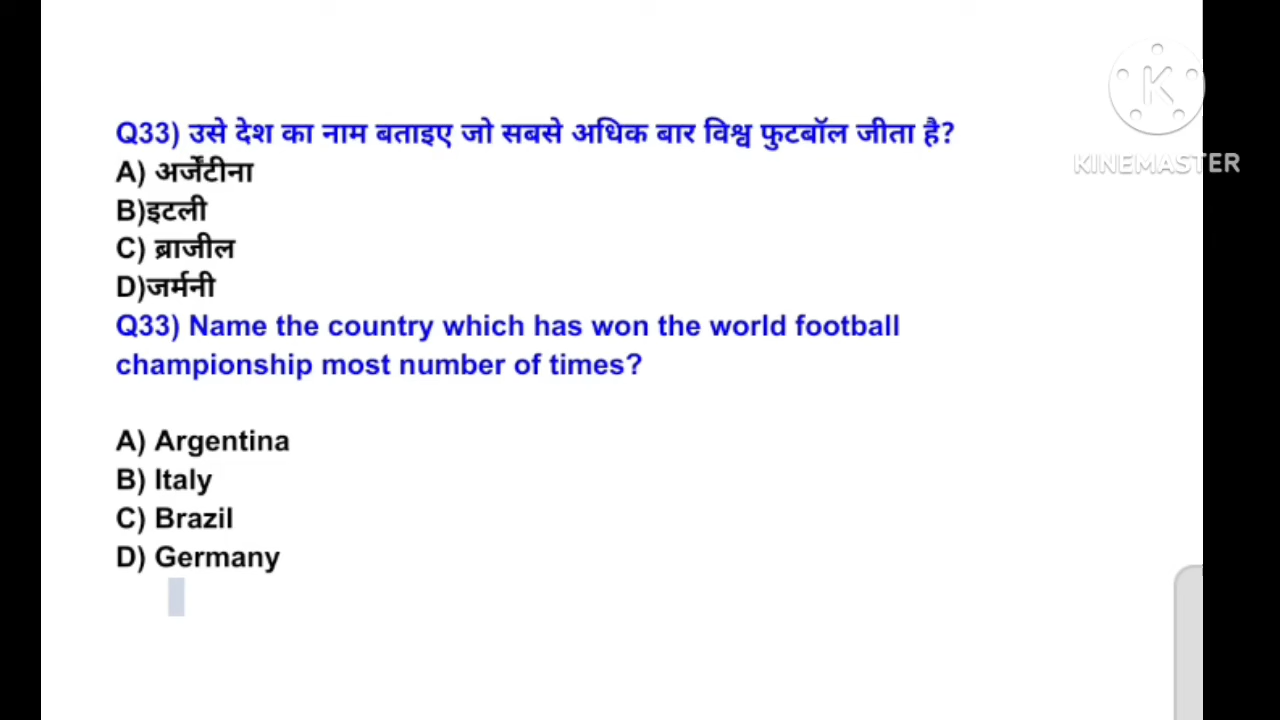 Q33) उसे देश का नाम बताइए जो सबसे अधिक बार विश्व फुटबॉल जीता है?
A) अर्जेंटीना
B)इटली
C) ब्राजील
D)जर्मनी
Q33) Name the country which has won the world football
championship most number of times?
A) Argentina
B) Italy
C) Brazil
D) Germany
K
KINEMASTER